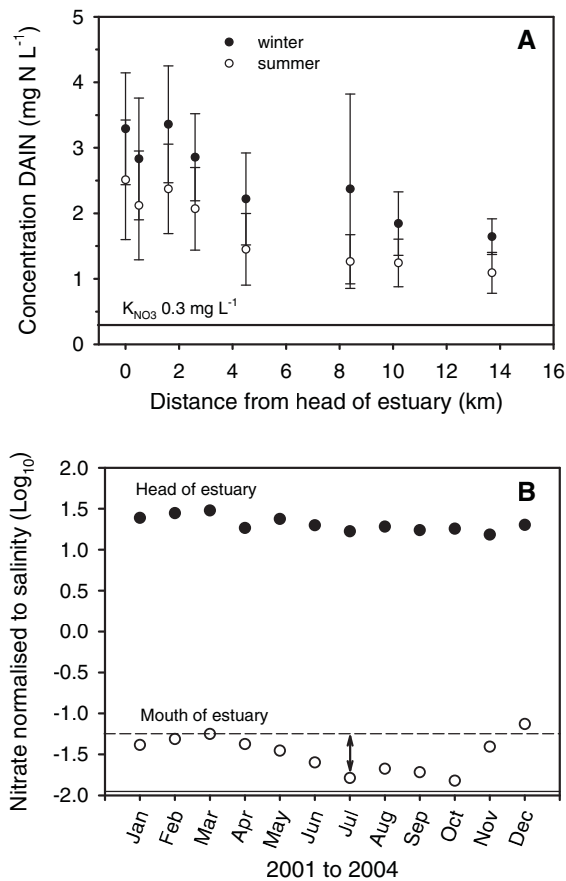 A
winter
summer
5
4
3
2
1
0
Concentration DAIN (mg N L⁻¹)
K_NO3 0.3 mg L⁻¹
0 2 4 6 8 10 12 14 16
Distance from head of estuary (km)
B
Head of estuary
2.0
1.5
1.0
0.5
0.0
-0.5
-1.0
-1.5
-2.0
Nitrate normalised to salinity (Log₁₀)
Mouth of estuary
Jan Feb Mar Apr May Jun Jul Aug Sep Oct Nov Dec
2001 to 2004